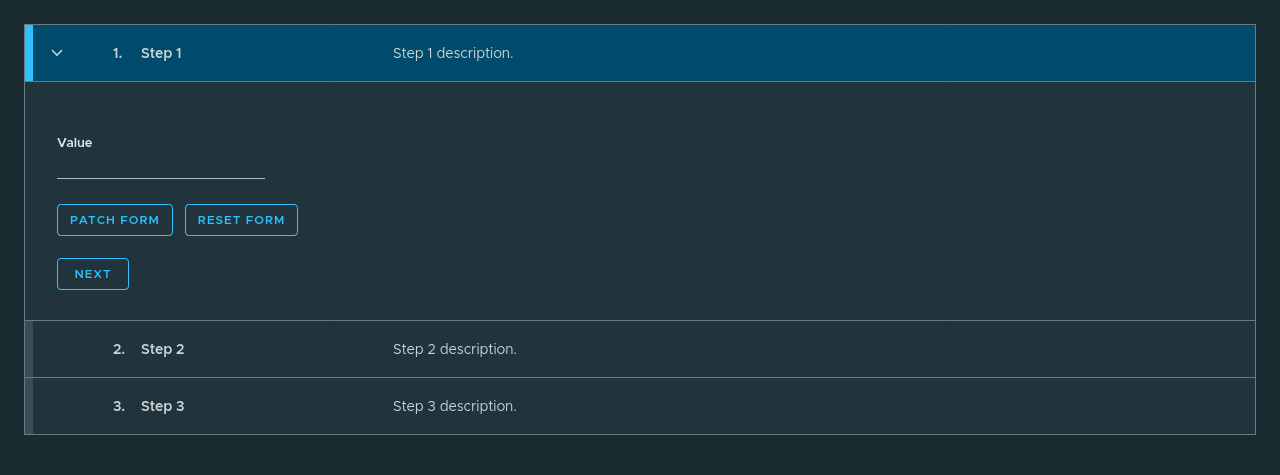 1. Step 1 Step 1 description.
Value
PATCH FORM RESET FORM
NEXT
2. Step 2 Step 2 description.
3. Step 3 Step 3 description.